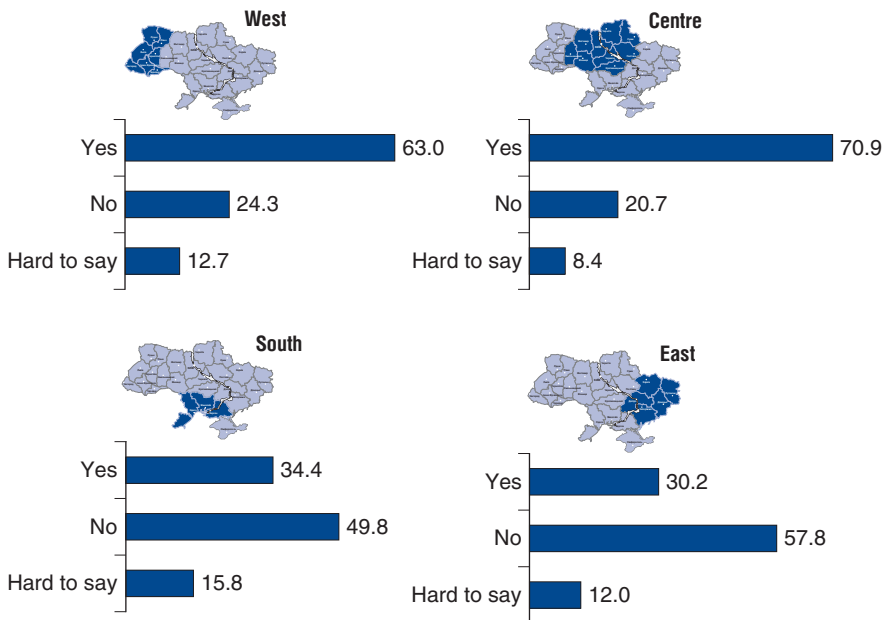 West
Yes 63.0
No 24.3
Hard to say 12.7
Centre
Yes 70.9
No 20.7
Hard to say 8.4
South
Yes 34.4
No 49.8
Hard to say 15.8
East
Yes 30.2
No 57.8
Hard to say 12.0